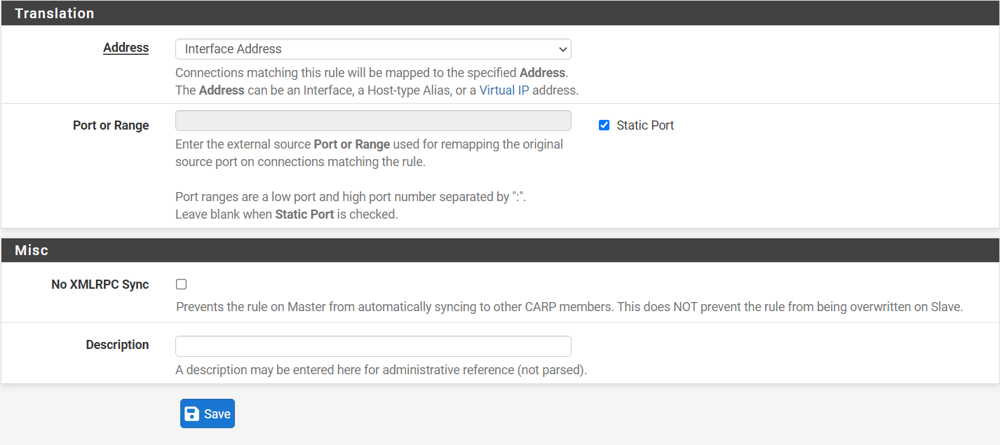 Translation
Address
Interface Address
Connections matching this rule will be mapped to the specified Address.
The Address can be an Interface, a Host-type Alias, or a Virtual IP address.
Port or Range
Static Port
Enter the external source Port or Range used for remapping the original
source port on connections matching the rule.
Port ranges are a low port and high port number separated by ":".
Leave blank when Static Port is checked.
Misc
No XMLRPC Sync
Prevents the rule on Master from automatically syncing to other CARP members. This does NOT prevent the rule from being overwritten on Slave.
Description
A description may be entered here for administrative reference (not parsed).
Save